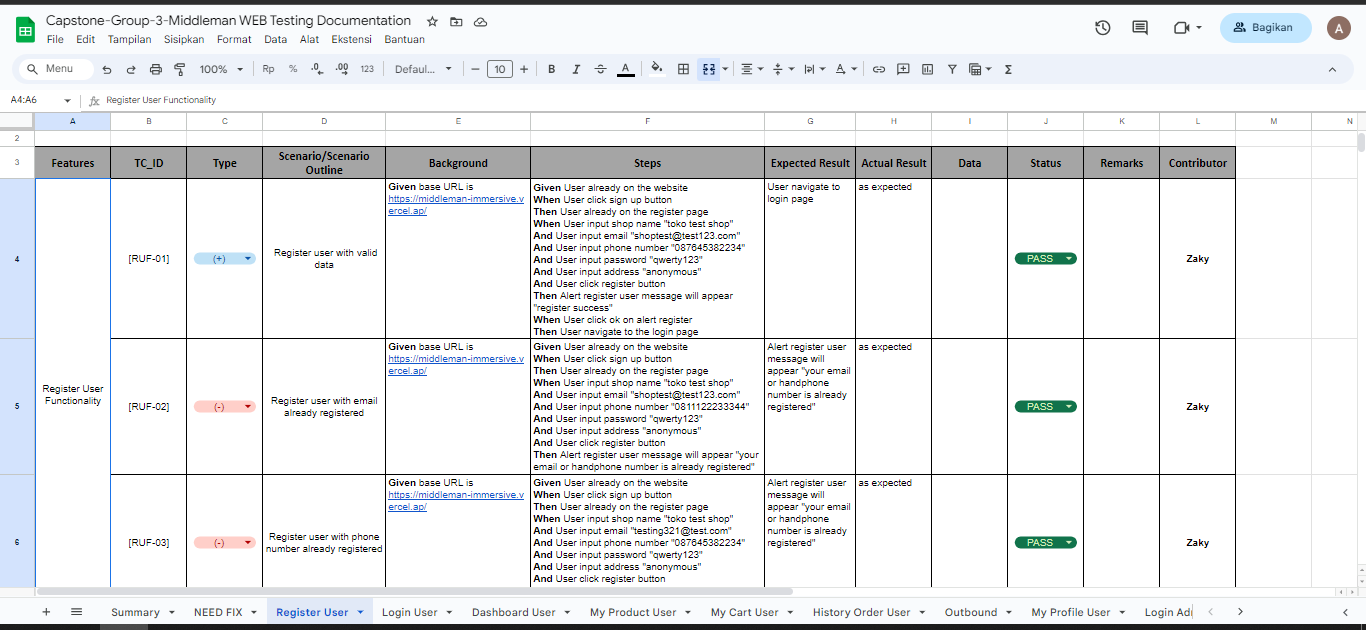 Capstone-Group-3-Middleman WEB Testing Documentation
File Edit Tampilan Sisipkan Format Data Alat Ekstensi Bantuan
Bagikan
A
Menu 100% Rp % .0 .00 123 Defaul... 10 B I A
A4:A6 fx Register User Functionality
A B C D E F G H I J K L M N
2
3 Features TC_ID Type Scenario/Scenario Outline Background Steps Expected Result Actual Result Data Status Remarks Contributor
4
[RUF-01]
(+)
Register user with valid
data
Given base URL is
https://middleman-immersive.v
ercel.ap/
Given User already on the website
When User click sign up button
Then User already on the register page
When User input shop name "toko test shop"
And User input email "shoptest@test123.com"
And User input phone number "087645382234"
And User input password "qwerty123"
And User input address "anonymous"
And User click register button
Then Alert register user message will appear
"register success"
When User click ok on alert register
Then User navigate to the login page
User navigate to
login page
as expected
PASS
Zaky
5
Register User
Functionality
[RUF-02]
(-)
Register user with email
already registered
Given base URL is
https://middleman-immersive.v
ercel.ap/
Given User already on the website
When User click sign up button
Then User already on the register page
When User input shop name "toko test shop"
And User input email "shoptest@test123.com"
And User input phone number "0811122233344"
And User input password "qwerty123"
And User input address "anonymous"
And User click register button
Then Alert register user message will appear "your
email or handphone number is already registered"
Alert register user
message will
appear "your email
or handphone
number is already
registered"
as expected
PASS
Zaky
6
[RUF-03]
(-)
Register user with phone
number already registered
Given base URL is
https://middleman-immersive.v
ercel.ap/
Given User already on the website
When User click sign up button
Then User already on the register page
When User input shop name "toko test shop"
And User input email "testing321@test.com"
And User input phone number "087645382234"
And User input password "qwerty123"
And User input address "anonymous"
And User click register button
Alert register user
message will
appear "your email
or handphone
number is already
registered"
as expected
PASS
Zaky
Summary NEED FIX Register User Login User Dashboard User My Product User My Cart User History Order User Outbound My Profile User Login Adı